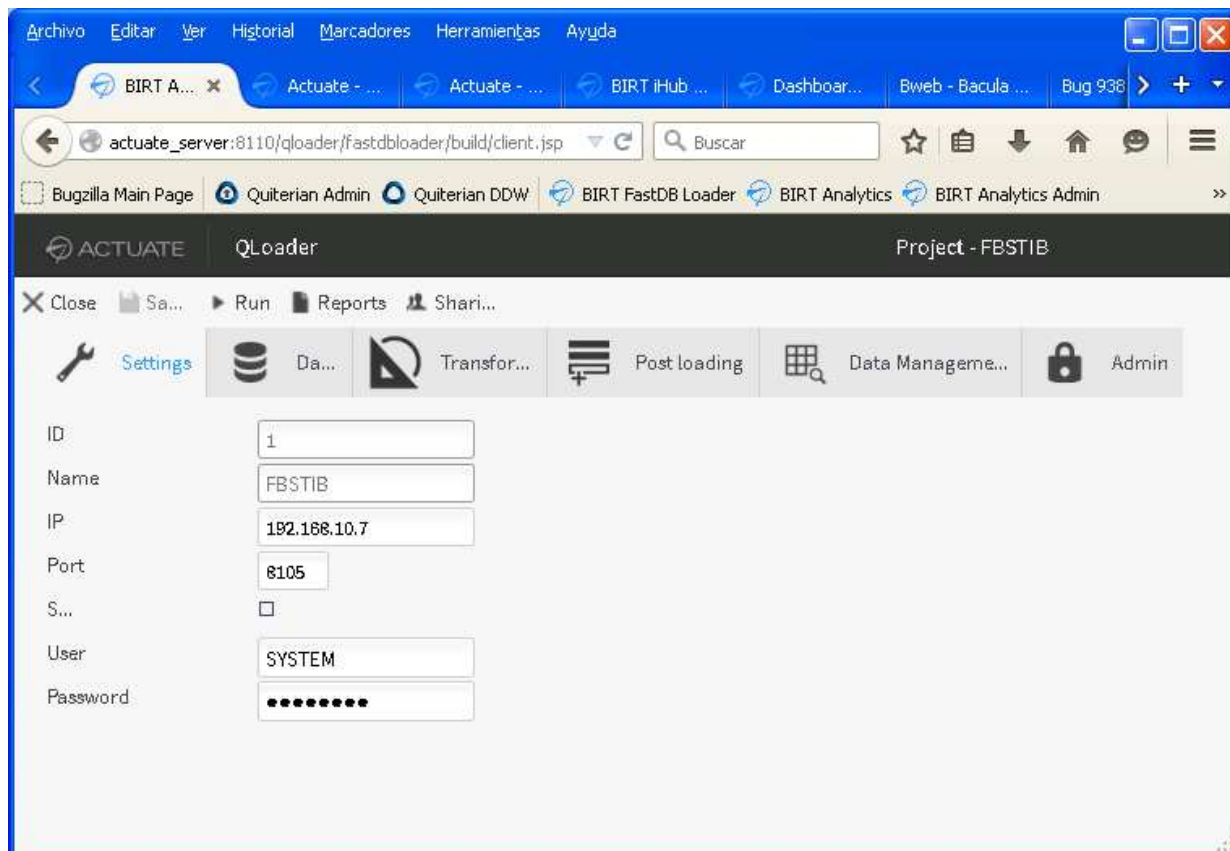 Archivo Editar Ver Historial Marcadores Herramientas Ayuda
BIRT A... Actuate - ... Actuate - ... BIRT iHub ... Dashboar... Bweb - Bacula ... Bug 938
actuate_server:8110/qloader/fastdbloader/build/client.jsp Buscar
Bugzilla Main Page Quiterian Admin Quiterian DDW BIRT FastDB Loader BIRT Analytics BIRT Analytics Admin »
ACTUATE QLoader Project - FBSTIB
Close Sa... Run Reports Shari...
Settings Da... Transfor... Post loading Data Manageme... Admin
ID 1
Name FBSTIB
IP 192.168.10.7
Port 8105
S...
User SYSTEM
Password ••••••••